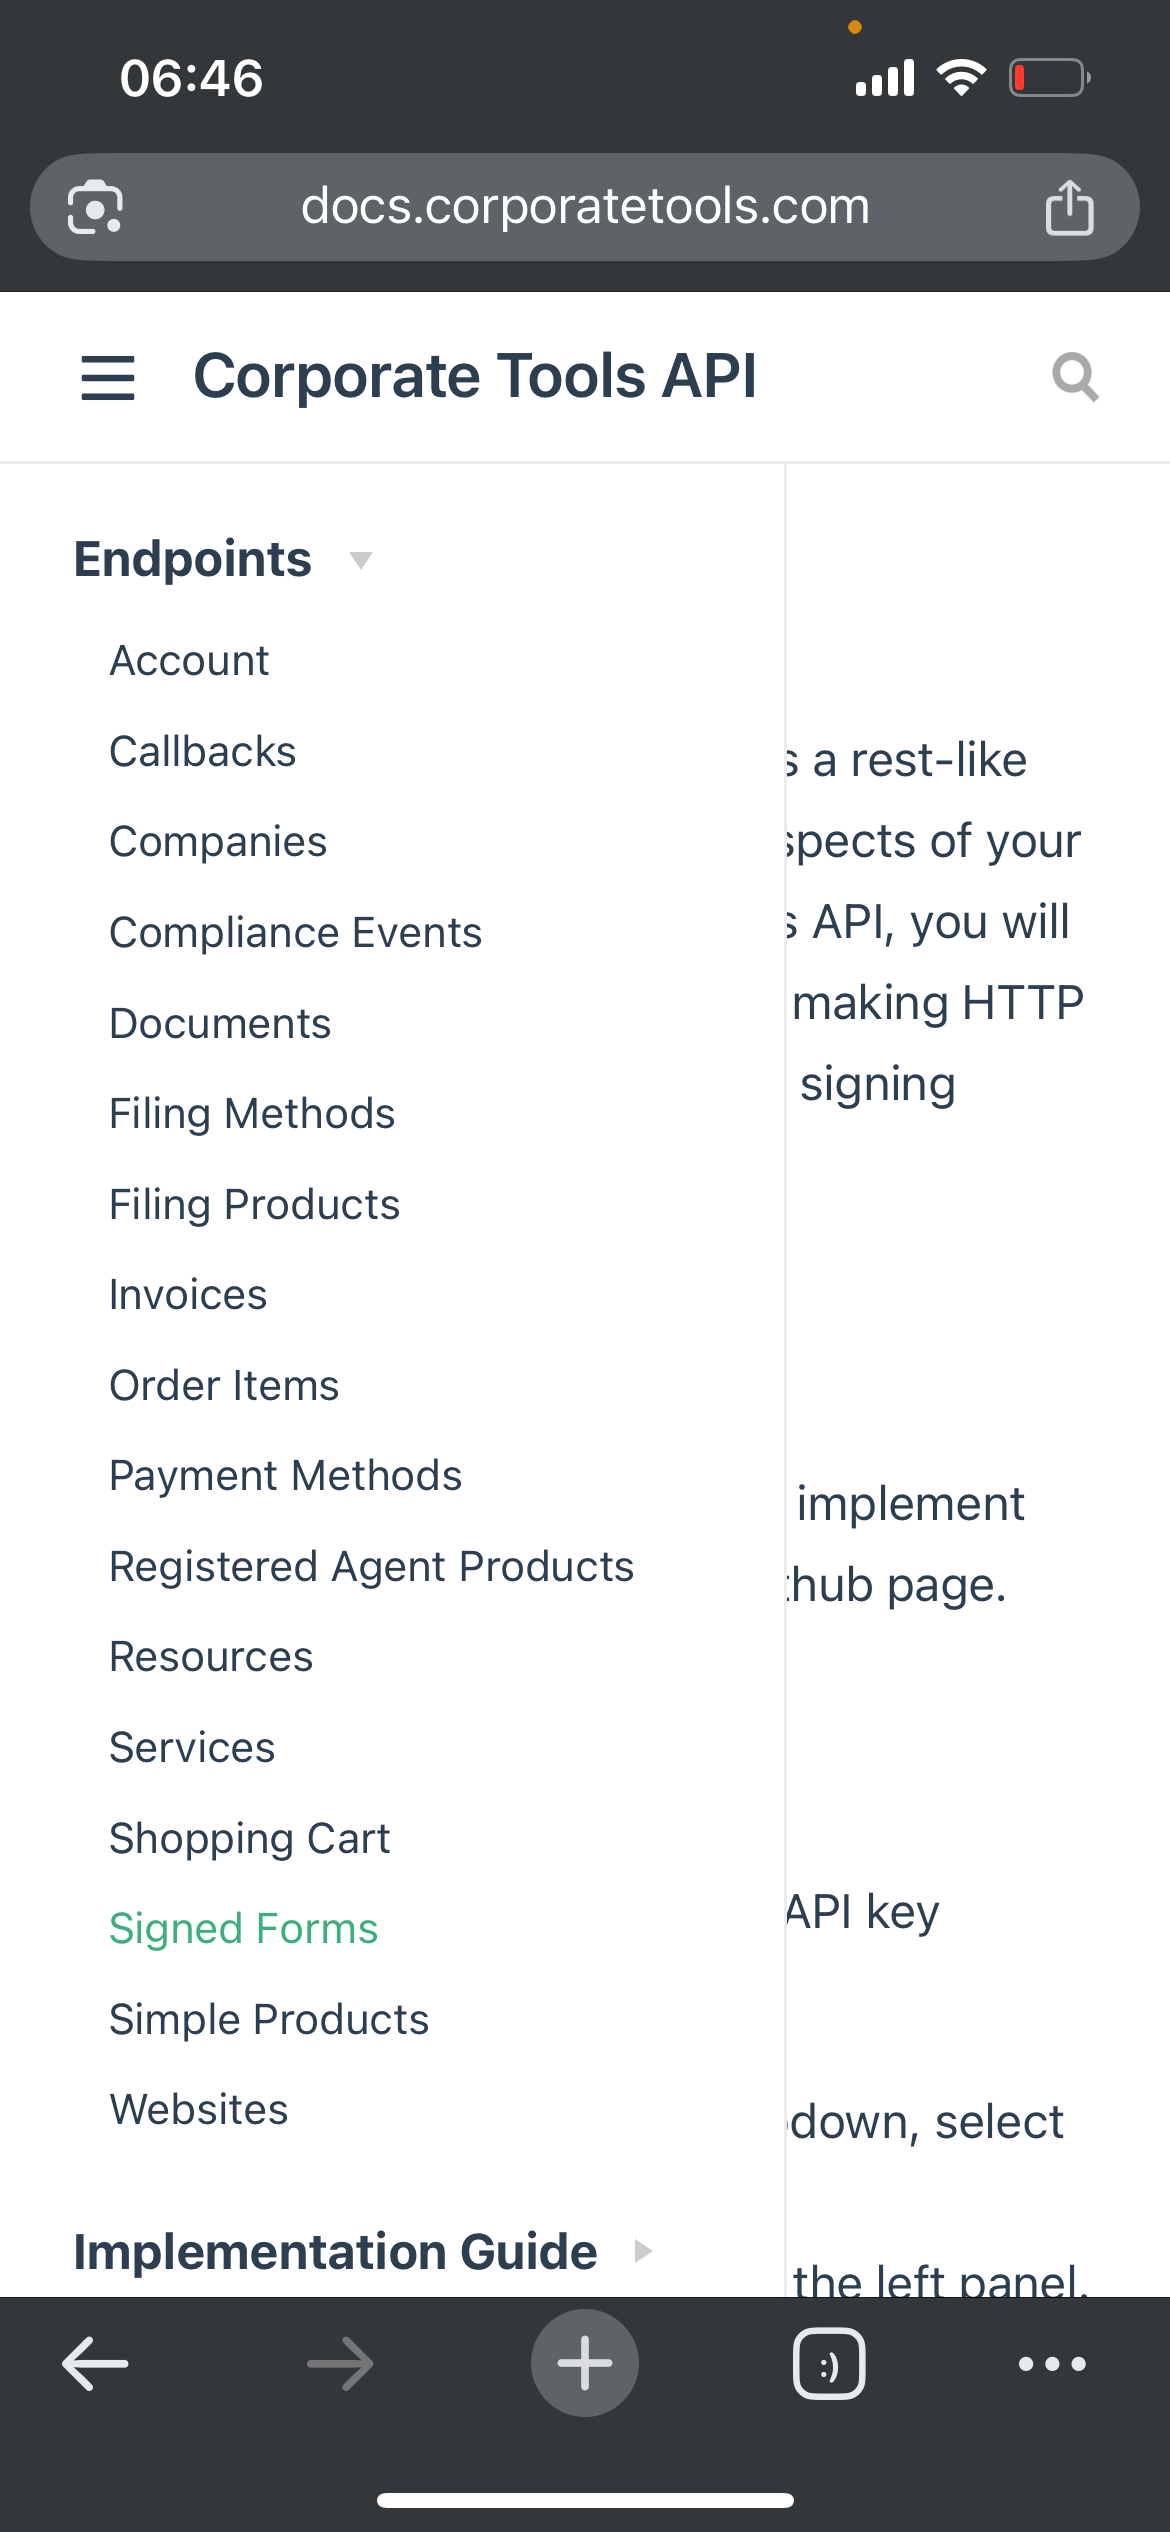 06:46
docs.corporatetools.com
Corporate Tools API
Endpoints
Account
Callbacks
Companies
Compliance Events
Documents
Filing Methods
Filing Products
Invoices
Order Items
Payment Methods
Registered Agent Products
Resources
Services
Shopping Cart
Signed Forms
Simple Products
Websites
Implementation Guide
s a rest-like
spects of your
s API, you will
making HTTP
signing
implement
thub page.
API key
down, select
the left panel.
:)